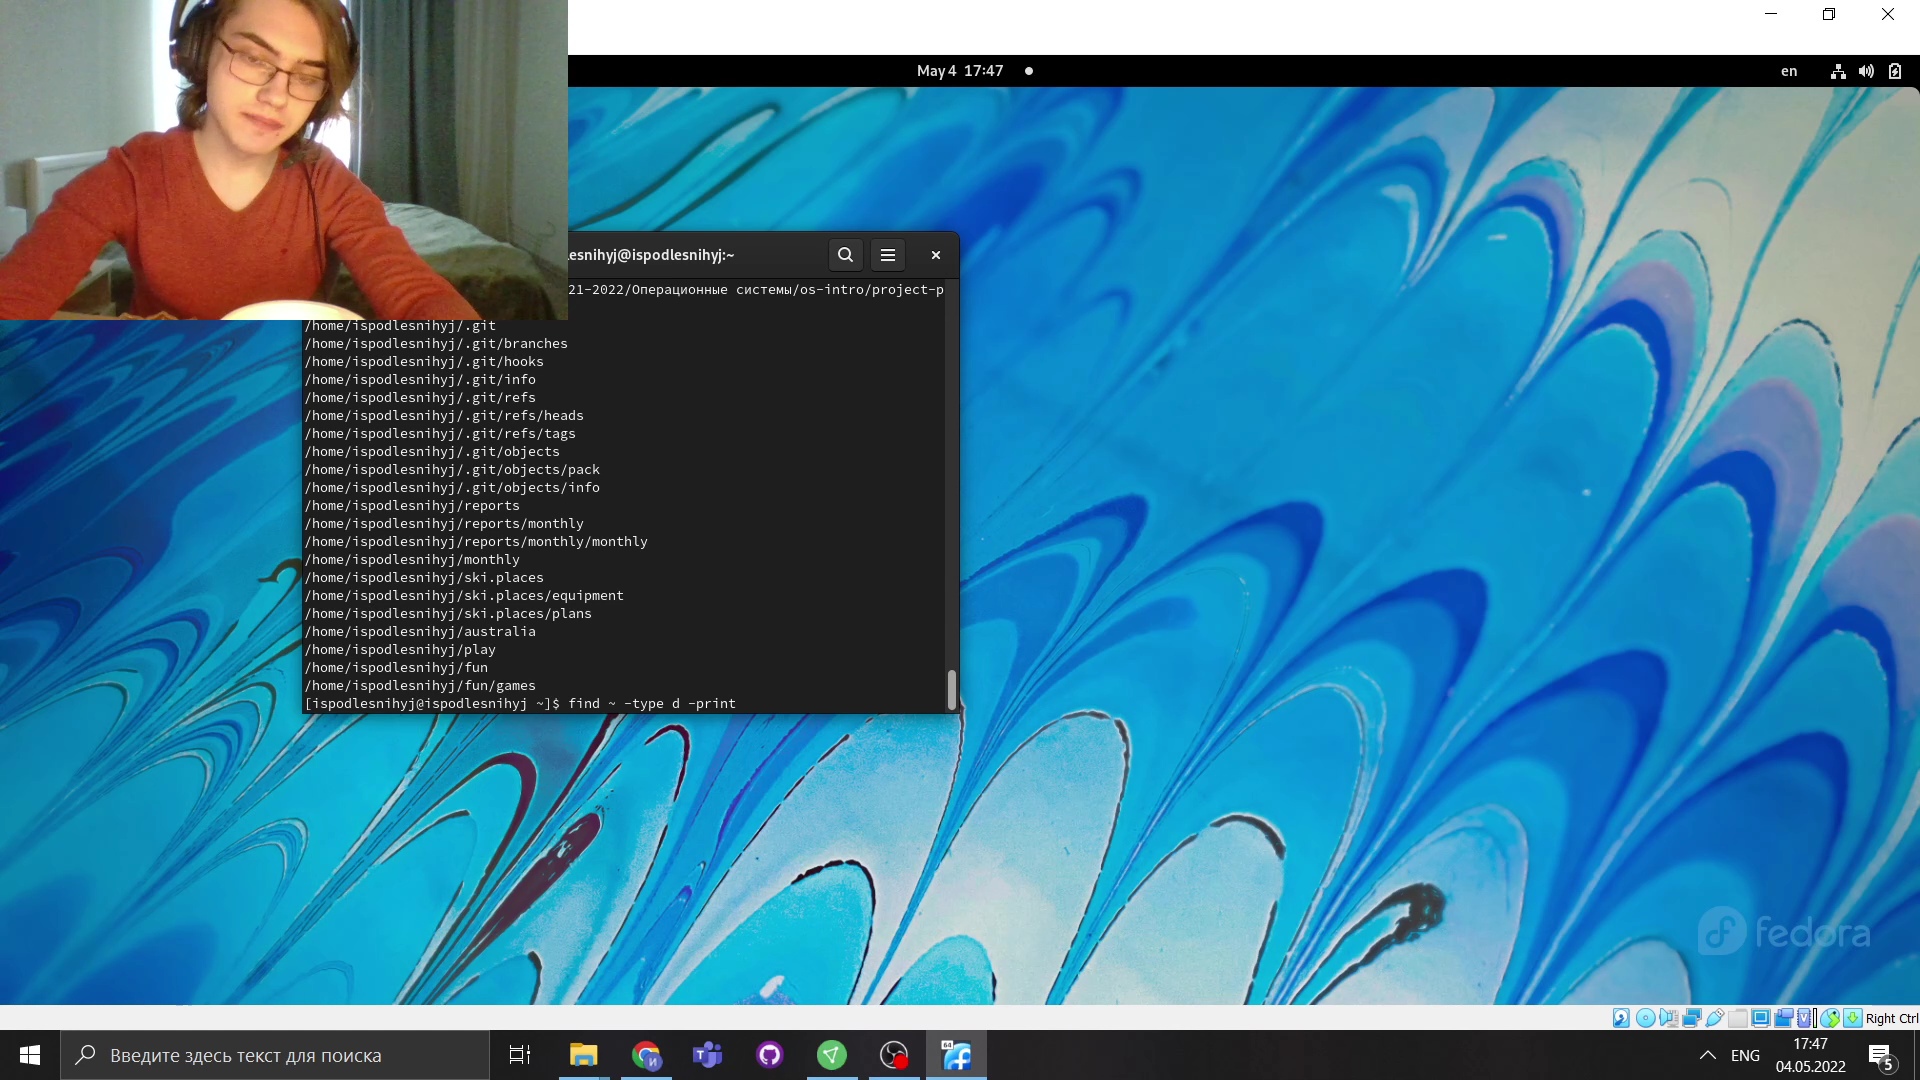 May 4 17:47
en
esnihyj@ispodlesnihyj:~
21-2022/Операционные системы/os-intro/project-p
/home/ispodlesnihyj/.git
/home/ispodlesnihyj/.git/branches
/home/ispodlesnihyj/.git/hooks
/home/ispodlesnihyj/.git/info
/home/ispodlesnihyj/.git/refs
/home/ispodlesnihyj/.git/refs/heads
/home/ispodlesnihyj/.git/refs/tags
/home/ispodlesnihyj/.git/objects
/home/ispodlesnihyj/.git/objects/pack
/home/ispodlesnihyj/.git/objects/info
/home/ispodlesnihyj/reports
/home/ispodlesnihyj/reports/monthly
/home/ispodlesnihyj/reports/monthly/monthly
/home/ispodlesnihyj/monthly
/home/ispodlesnihyj/ski.places
/home/ispodlesnihyj/ski.places/equipment
/home/ispodlesnihyj/ski.places/plans
/home/ispodlesnihyj/australia
/home/ispodlesnihyj/play
/home/ispodlesnihyj/fun
/home/ispodlesnihyj/fun/games
[ispodlesnihyj@ispodlesnihyj ~]$ find ~ -type d -print
fedora
Right Ctrl
Введите здесь текст для поиска
ENG
17:47
04.05.2022
5